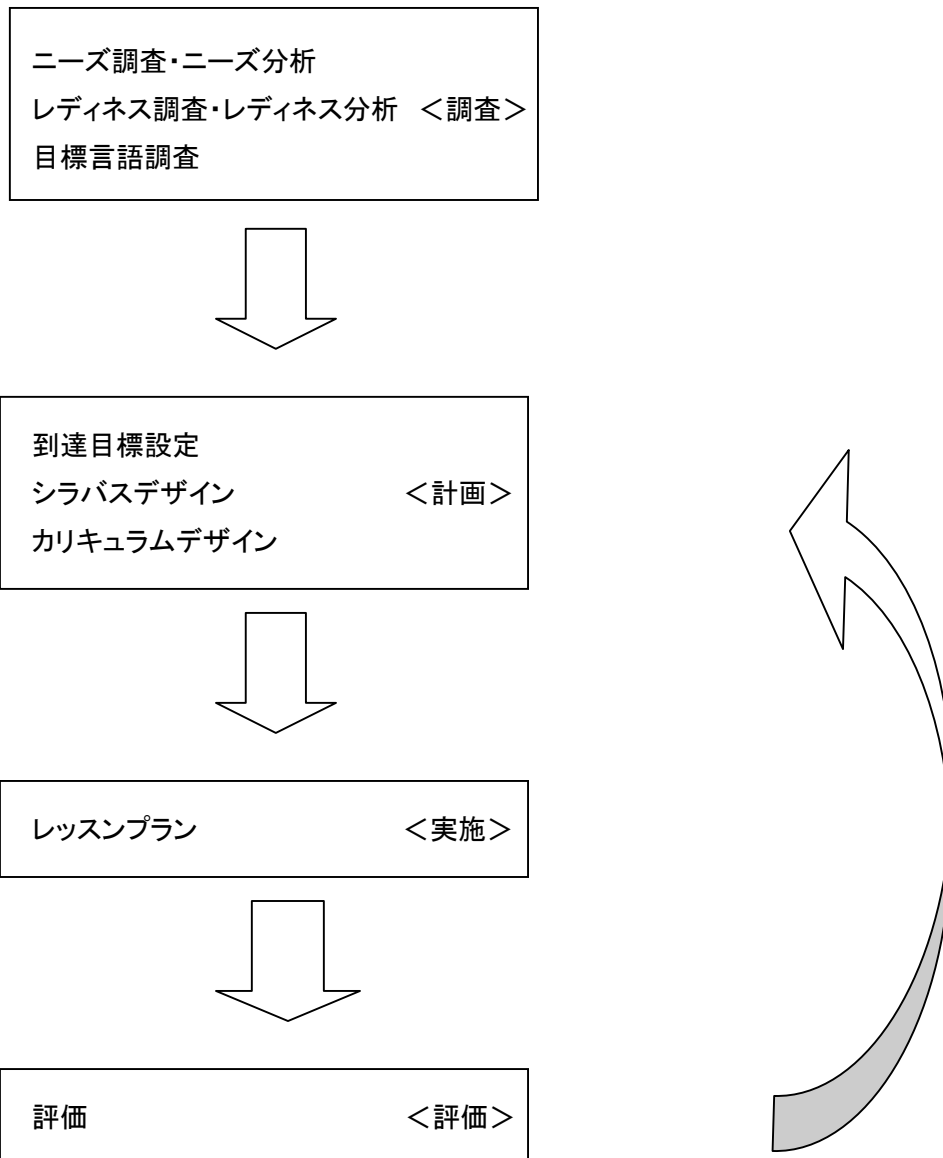 ニーズ調査・ニーズ分析
レディネス調査・レディネス分析 <調査>
目標言語調査
到達目標設定
シラバスデザイン <計画>
カリキュラムデザイン
レッスンプラン <実施>
評価 <評価>